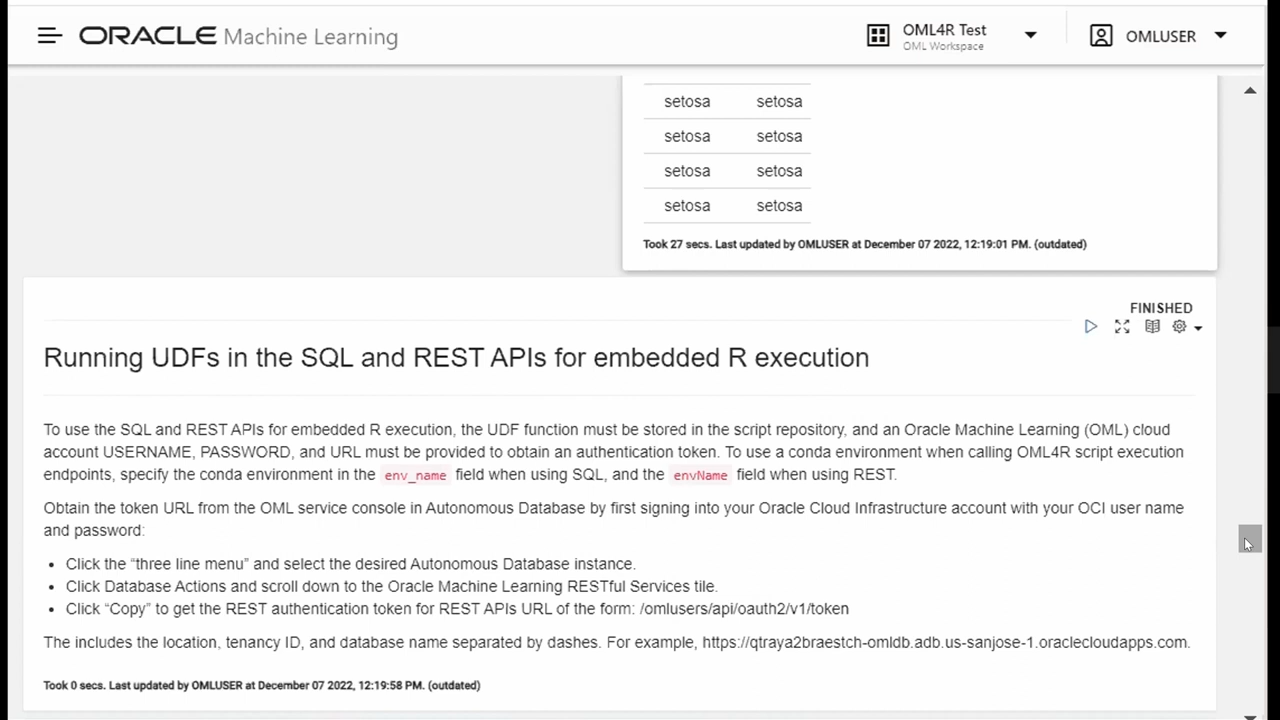 ORACLE Machine Learning
OML4R Test
OML Workspace
OMLUSER
setosa setosa
setosa setosa
setosa setosa
setosa setosa
Took 27 secs. Last updated by OMLUSER at December 07 2022, 12:19:01 PM. (outdated)
FINISHED
Running UDFs in the SQL and REST APIs for embedded R execution
To use the SQL and REST APIs for embedded R execution, the UDF function must be stored in the script repository, and an Oracle Machine Learning (OML) cloud
account USERNAME, PASSWORD, and URL must be provided to obtain an authentication token. To use a conda environment when calling OML4R script execution
endpoints, specify the conda environment in the env_name field when using SQL, and the envName field when using REST.
Obtain the token URL from the OML service console in Autonomous Database by first signing into your Oracle Cloud Infrastructure account with your OCI user name
and password:
• Click the “three line menu” and select the desired Autonomous Database instance.
• Click Database Actions and scroll down to the Oracle Machine Learning RESTful Services tile.
• Click “Copy” to get the REST authentication token for REST APIs URL of the form: /omlusers/api/oauth2/v1/token
The includes the location, tenancy ID, and database name separated by dashes. For example, https://qtraya2braestch-omldb.adb.us-sanjose-1.oraclecloudapps.com.
Took 0 secs. Last updated by OMLUSER at December 07 2022, 12:19:58 PM. (outdated)